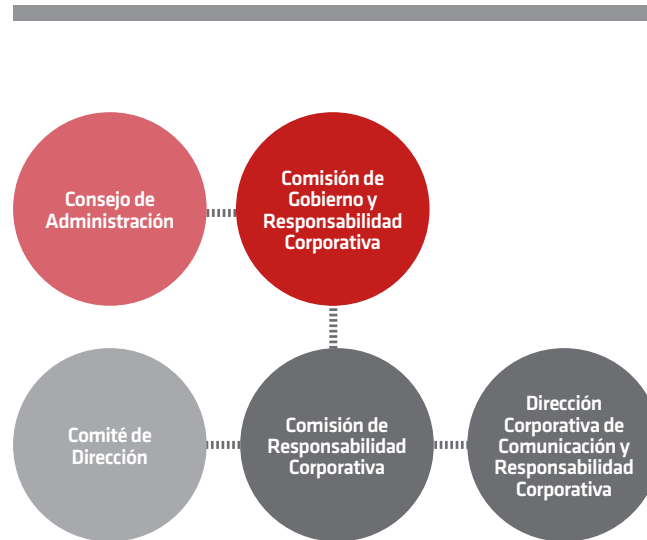 Consejo de
Administración
Comisión de
Gobierno y
Responsabilidad
Corporativa
Comité de
Dirección
Comisión de
Responsabilidad
Corporativa
Dirección
Corporativa de
Comunicación y
Responsabilidad
Corporativa